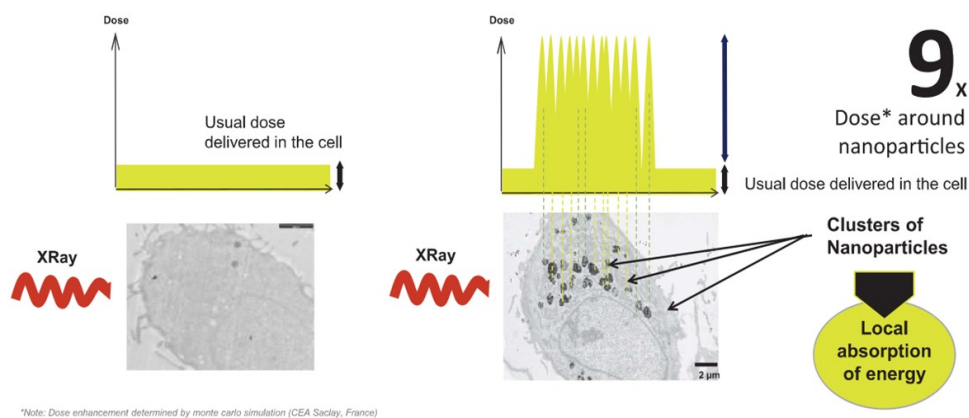 Dose
Usual dose
delivered in the cell
XRay
Dose
9x
Dose* around
nanoparticles
Usual dose delivered in the cell
XRay
2 µm
Clusters of
Nanoparticles
Local
absorption
of energy
*Note: Dose enhancement determined by monte carlo simulation (CEA Saclay, France)